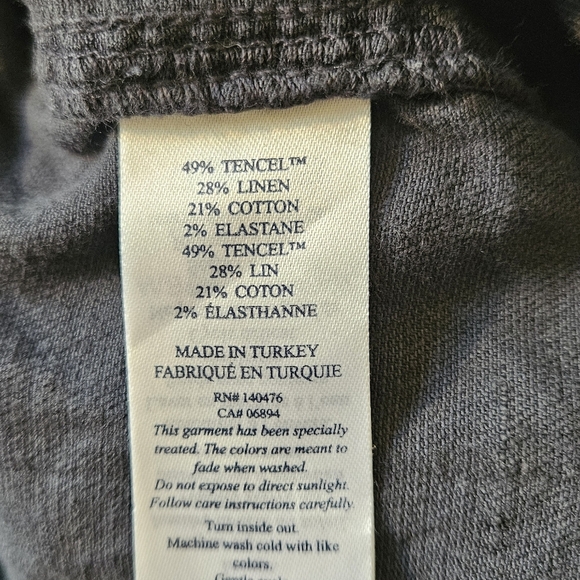 49% TENCEL™
28% LINEN
21% COTTON
2% ELASTANE
49% TENCEL™
28% LIN
21% COTON
2% ÉLASTHANNE
MADE IN TURKEY
FABRIQUÉ EN TURQUIE
RN# 140476
CA# 06894
This garment has been specially
treated. The colors are meant to
fade when washed.
Do not expose to direct sunlight.
Follow care instructions carefully.
Turn inside out.
Machine wash cold with like
colors.